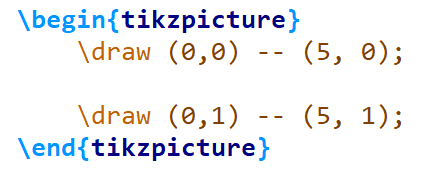 \begin{tikzpicture}
    \draw (0,0) -- (5, 0);

    \draw (0,1) -- (5, 1);
\end{tikzpicture}